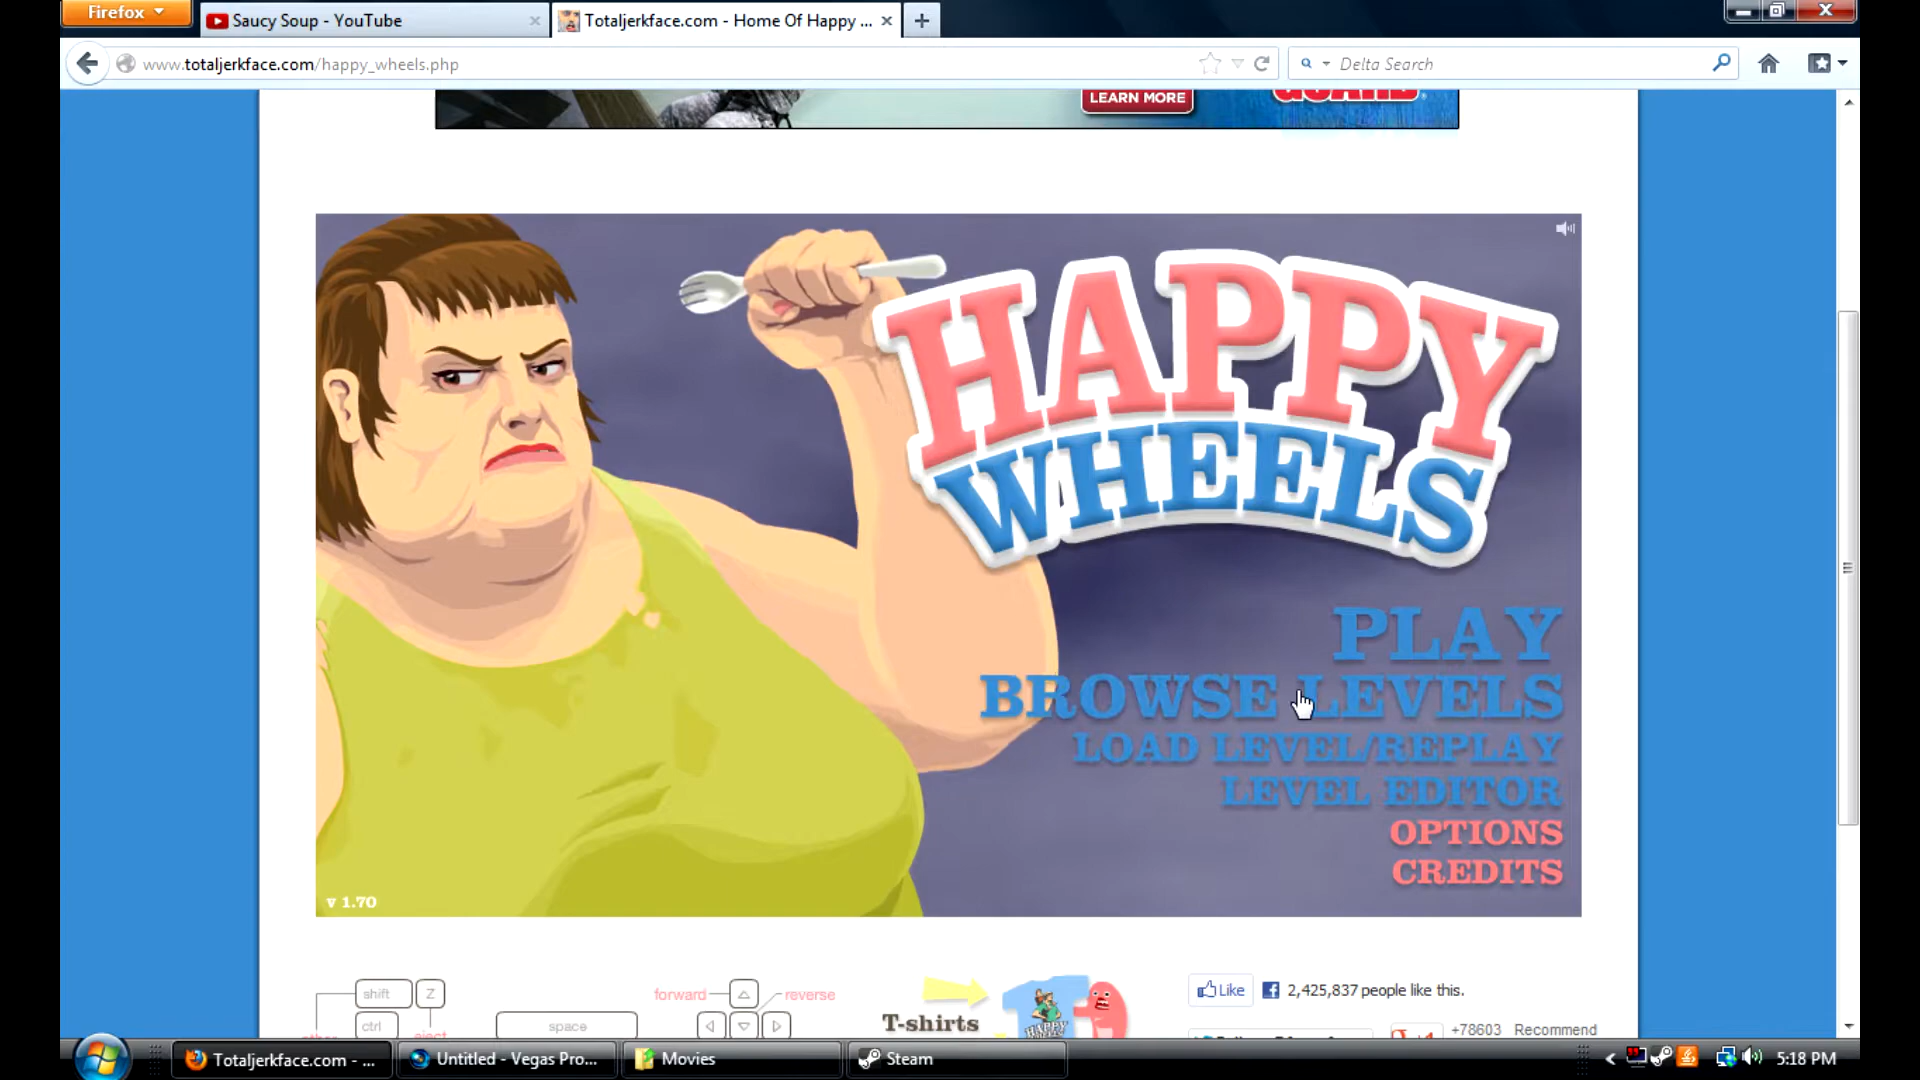 Firefox
Saucy Soup - YouTube
Totaljerkface.com - Home Of Happy ...
www.totaljerkface.com/happy_wheels.php
Delta Search
LEARN MORE
HAPPY
WHEELS
PLAY
BROWSE LEVELS
LOAD LEVEL/REPLAY
LEVEL EDITOR
OPTIONS
CREDITS
v 1.70
shift
Z
ctrl
eject
space
forward
reverse
T-shirts
Like
2,425,837 people like this.
+78603 Recommend
Totaljerkface.com - ...
Untitled - Vegas Pro...
Movies
Steam
5:18 PM